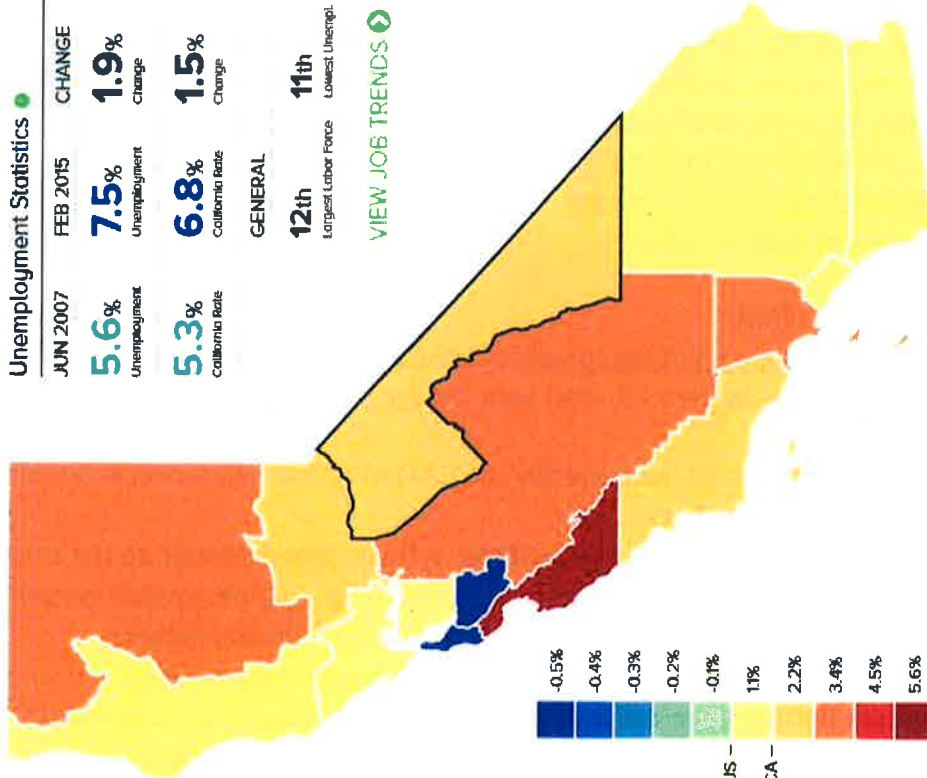 Unemployment Statistics
JUN 2007 FEB 2015 CHANGE
5.6% 7.5% 1.9%
Unemployment Unemployment Change
5.3% 6.8% 1.5%
California Rate California Rate Change
GENERAL
12th 11th
Largest Labor Force Lowest Unempl.
VIEW JOB TRENDS
-0.5%
-0.4%
-0.3%
-0.2%
-0.1%
US – 1.1%
CA – 2.2%
3.4%
4.5%
5.6%